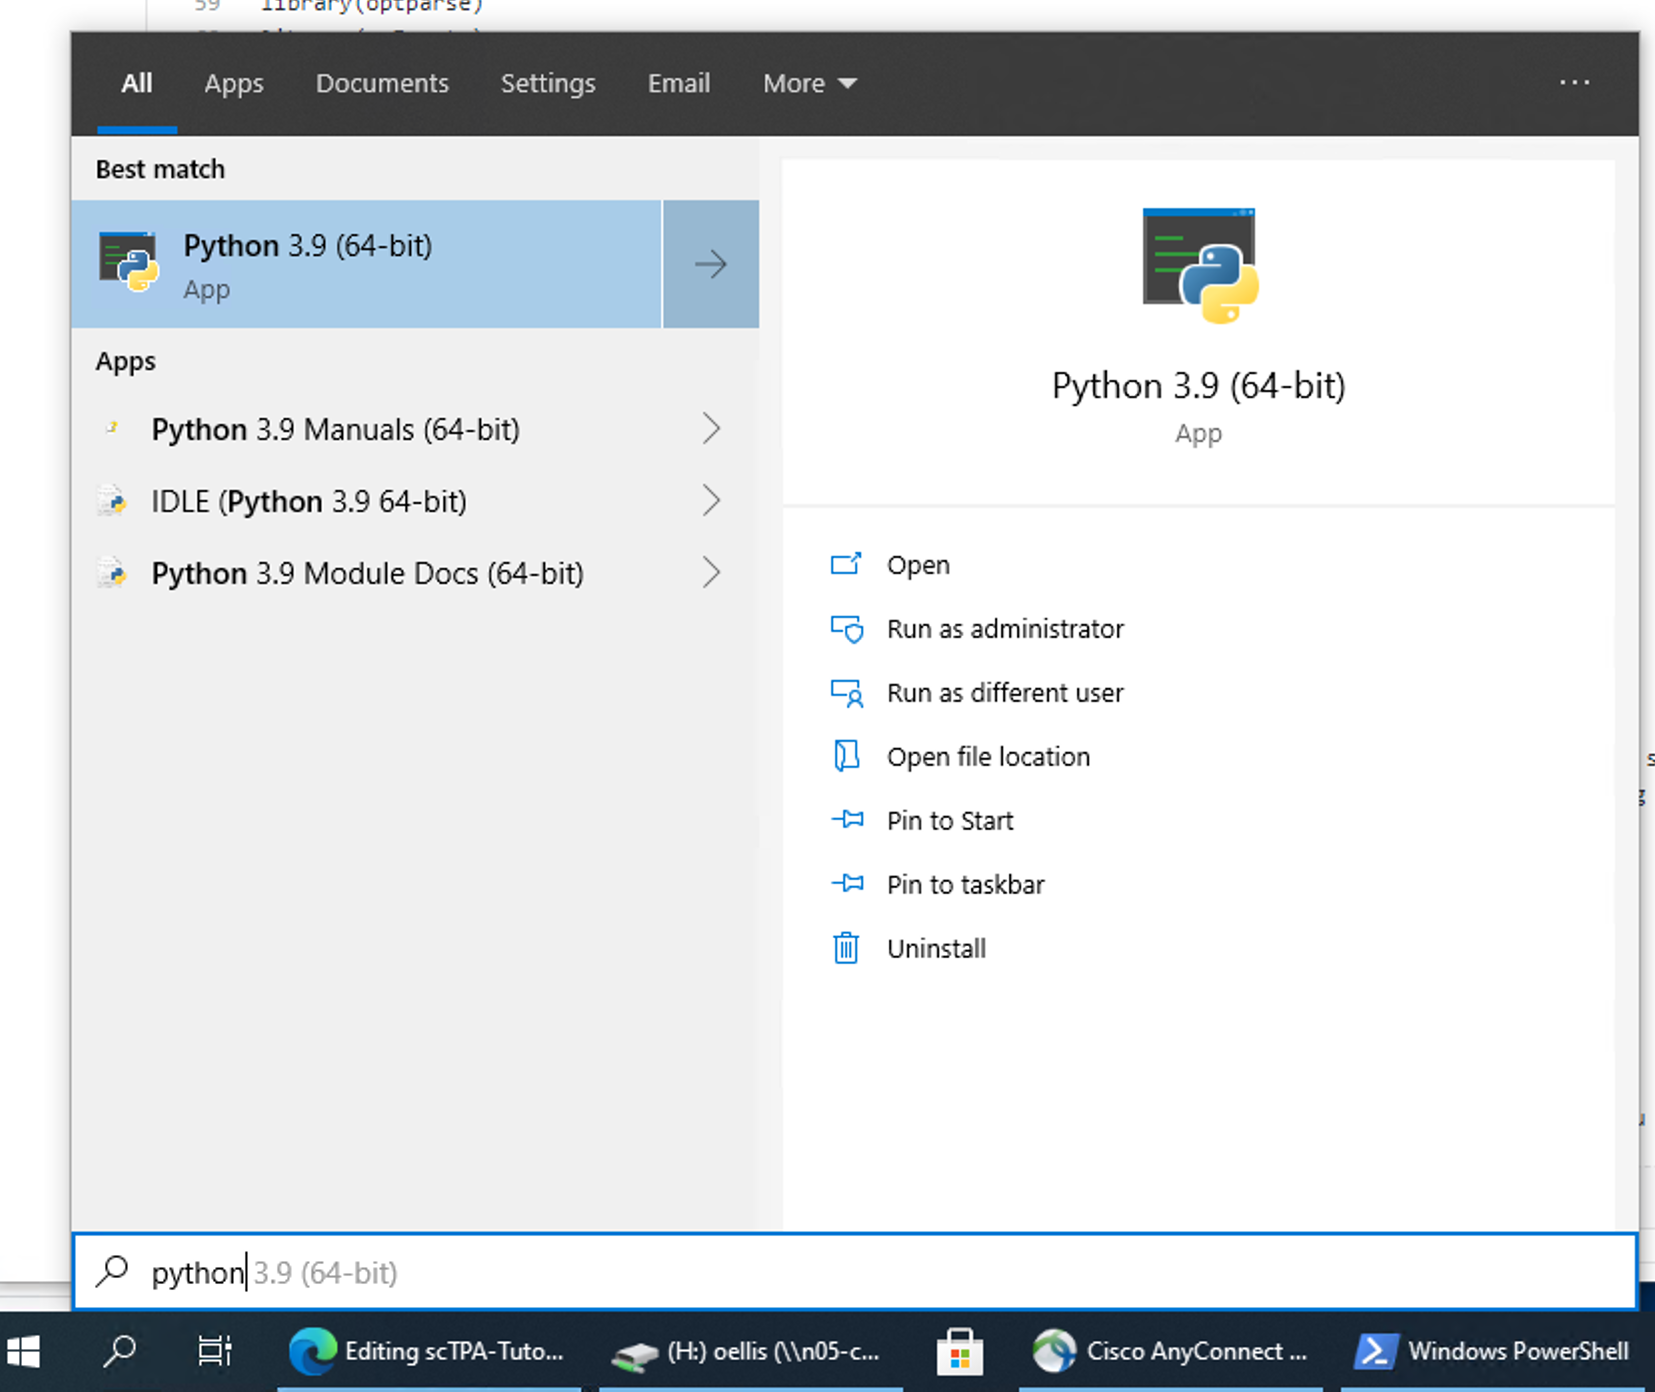 59 library(optparse)
All Apps Documents Settings Email More ...
Best match
Python 3.9 (64-bit)
App
Apps
Python 3.9 Manuals (64-bit)
IDLE (Python 3.9 64-bit)
Python 3.9 Module Docs (64-bit)
Python 3.9 (64-bit)
App
Open
Run as administrator
Run as different user
Open file location
Pin to Start
Pin to taskbar
Uninstall
python 3.9 (64-bit)
Editing scTPA-Tuto... (H:) oellis (\\n05-c... Cisco AnyConnect ... Windows PowerShell